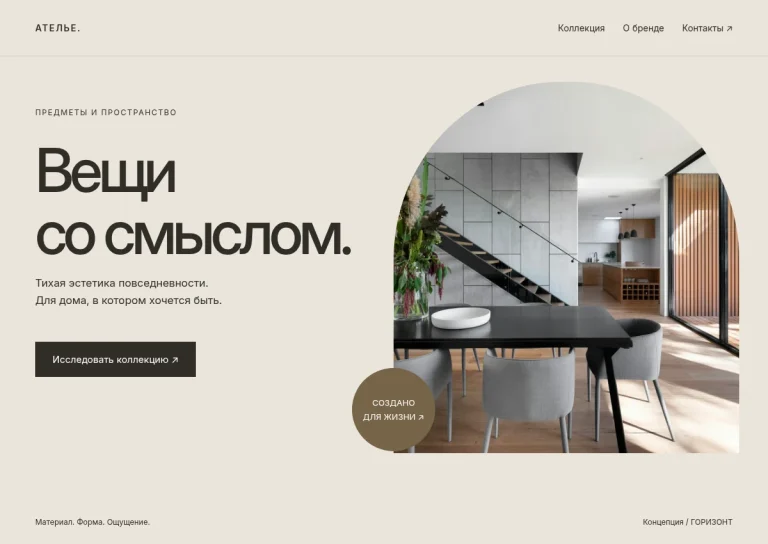 АТЕЛЬЕ.
Коллекция
О бренде
Контакты ↗
ПРЕДМЕТЫ И ПРОСТРАНСТВО
Вещи
со смыслом.
Тихая эстетика повседневности.
Для дома, в котором хочется быть.
Исследовать коллекцию ↗
СОЗДАНО
ДЛЯ ЖИЗНИ ↗
Материал. Форма. Ощущение.
Концепция / ГОРИЗОНТ